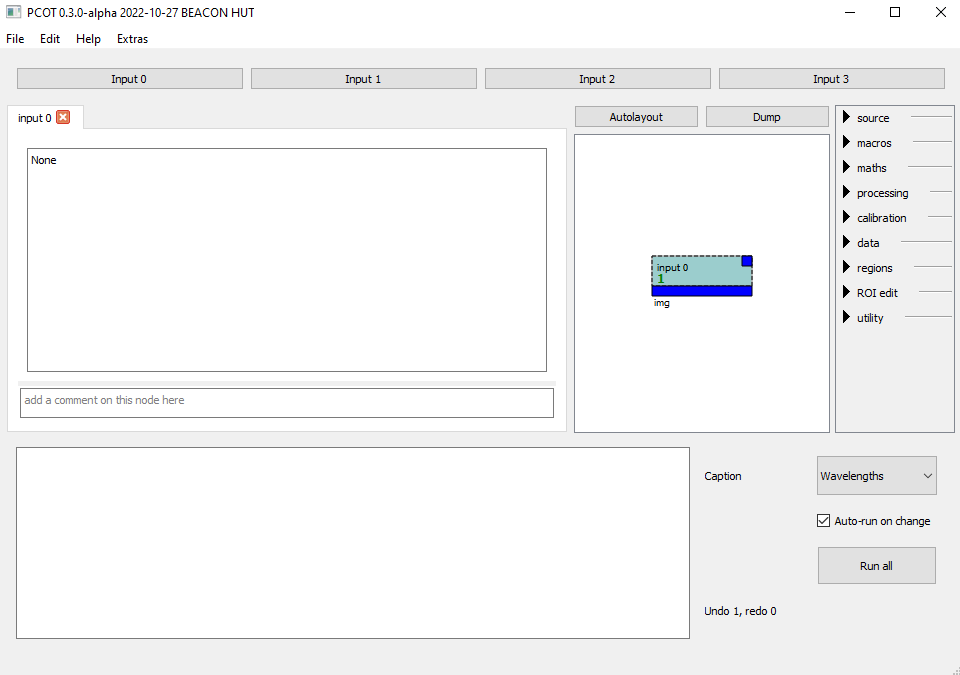 PCOT 0.3.0-alpha 2022-10-27 BEACON HUT
File Edit Help Extras
Input 0 Input 1 Input 2 Input 3
input 0
None
add a comment on this node here
Autolayout Dump
input 0
1
img
source
macros
maths
processing
calibration
data
regions
ROI edit
utility
Caption Wavelengths
Auto-run on change
Run all
Undo 1, redo 0